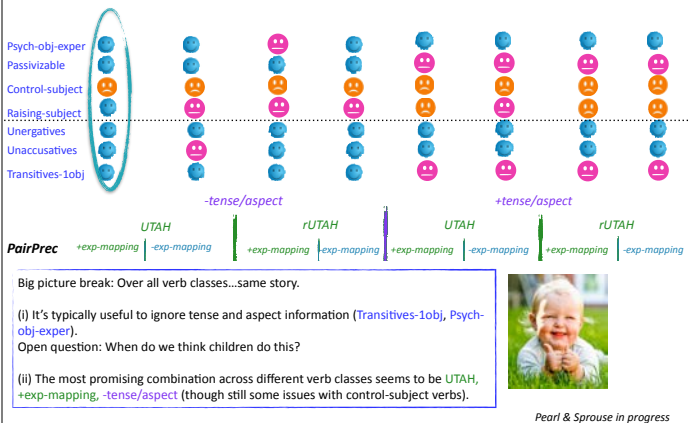 Psych-obj-exper
Passivizable
Control-subject
Raising-subject
Unergatives
Unaccusatives
Transitives-1obj
-tense/aspect +tense/aspect
UTAH rUTAH UTAH rUTAH
PairPrec +exp-mapping -exp-mapping +exp-mapping -exp-mapping +exp-mapping -exp-mapping +exp-mapping -exp-mapping
Big picture break: Over all verb classes...same story.
(i) It's typically useful to ignore tense and aspect information (Transitives-1obj, Psych-
obj-exper).
Open question: When do we think children do this?
(ii) The most promising combination across different verb classes seems to be UTAH,
+exp-mapping, -tense/aspect (though still some issues with control-subject verbs).
Pearl & Sprouse in progress